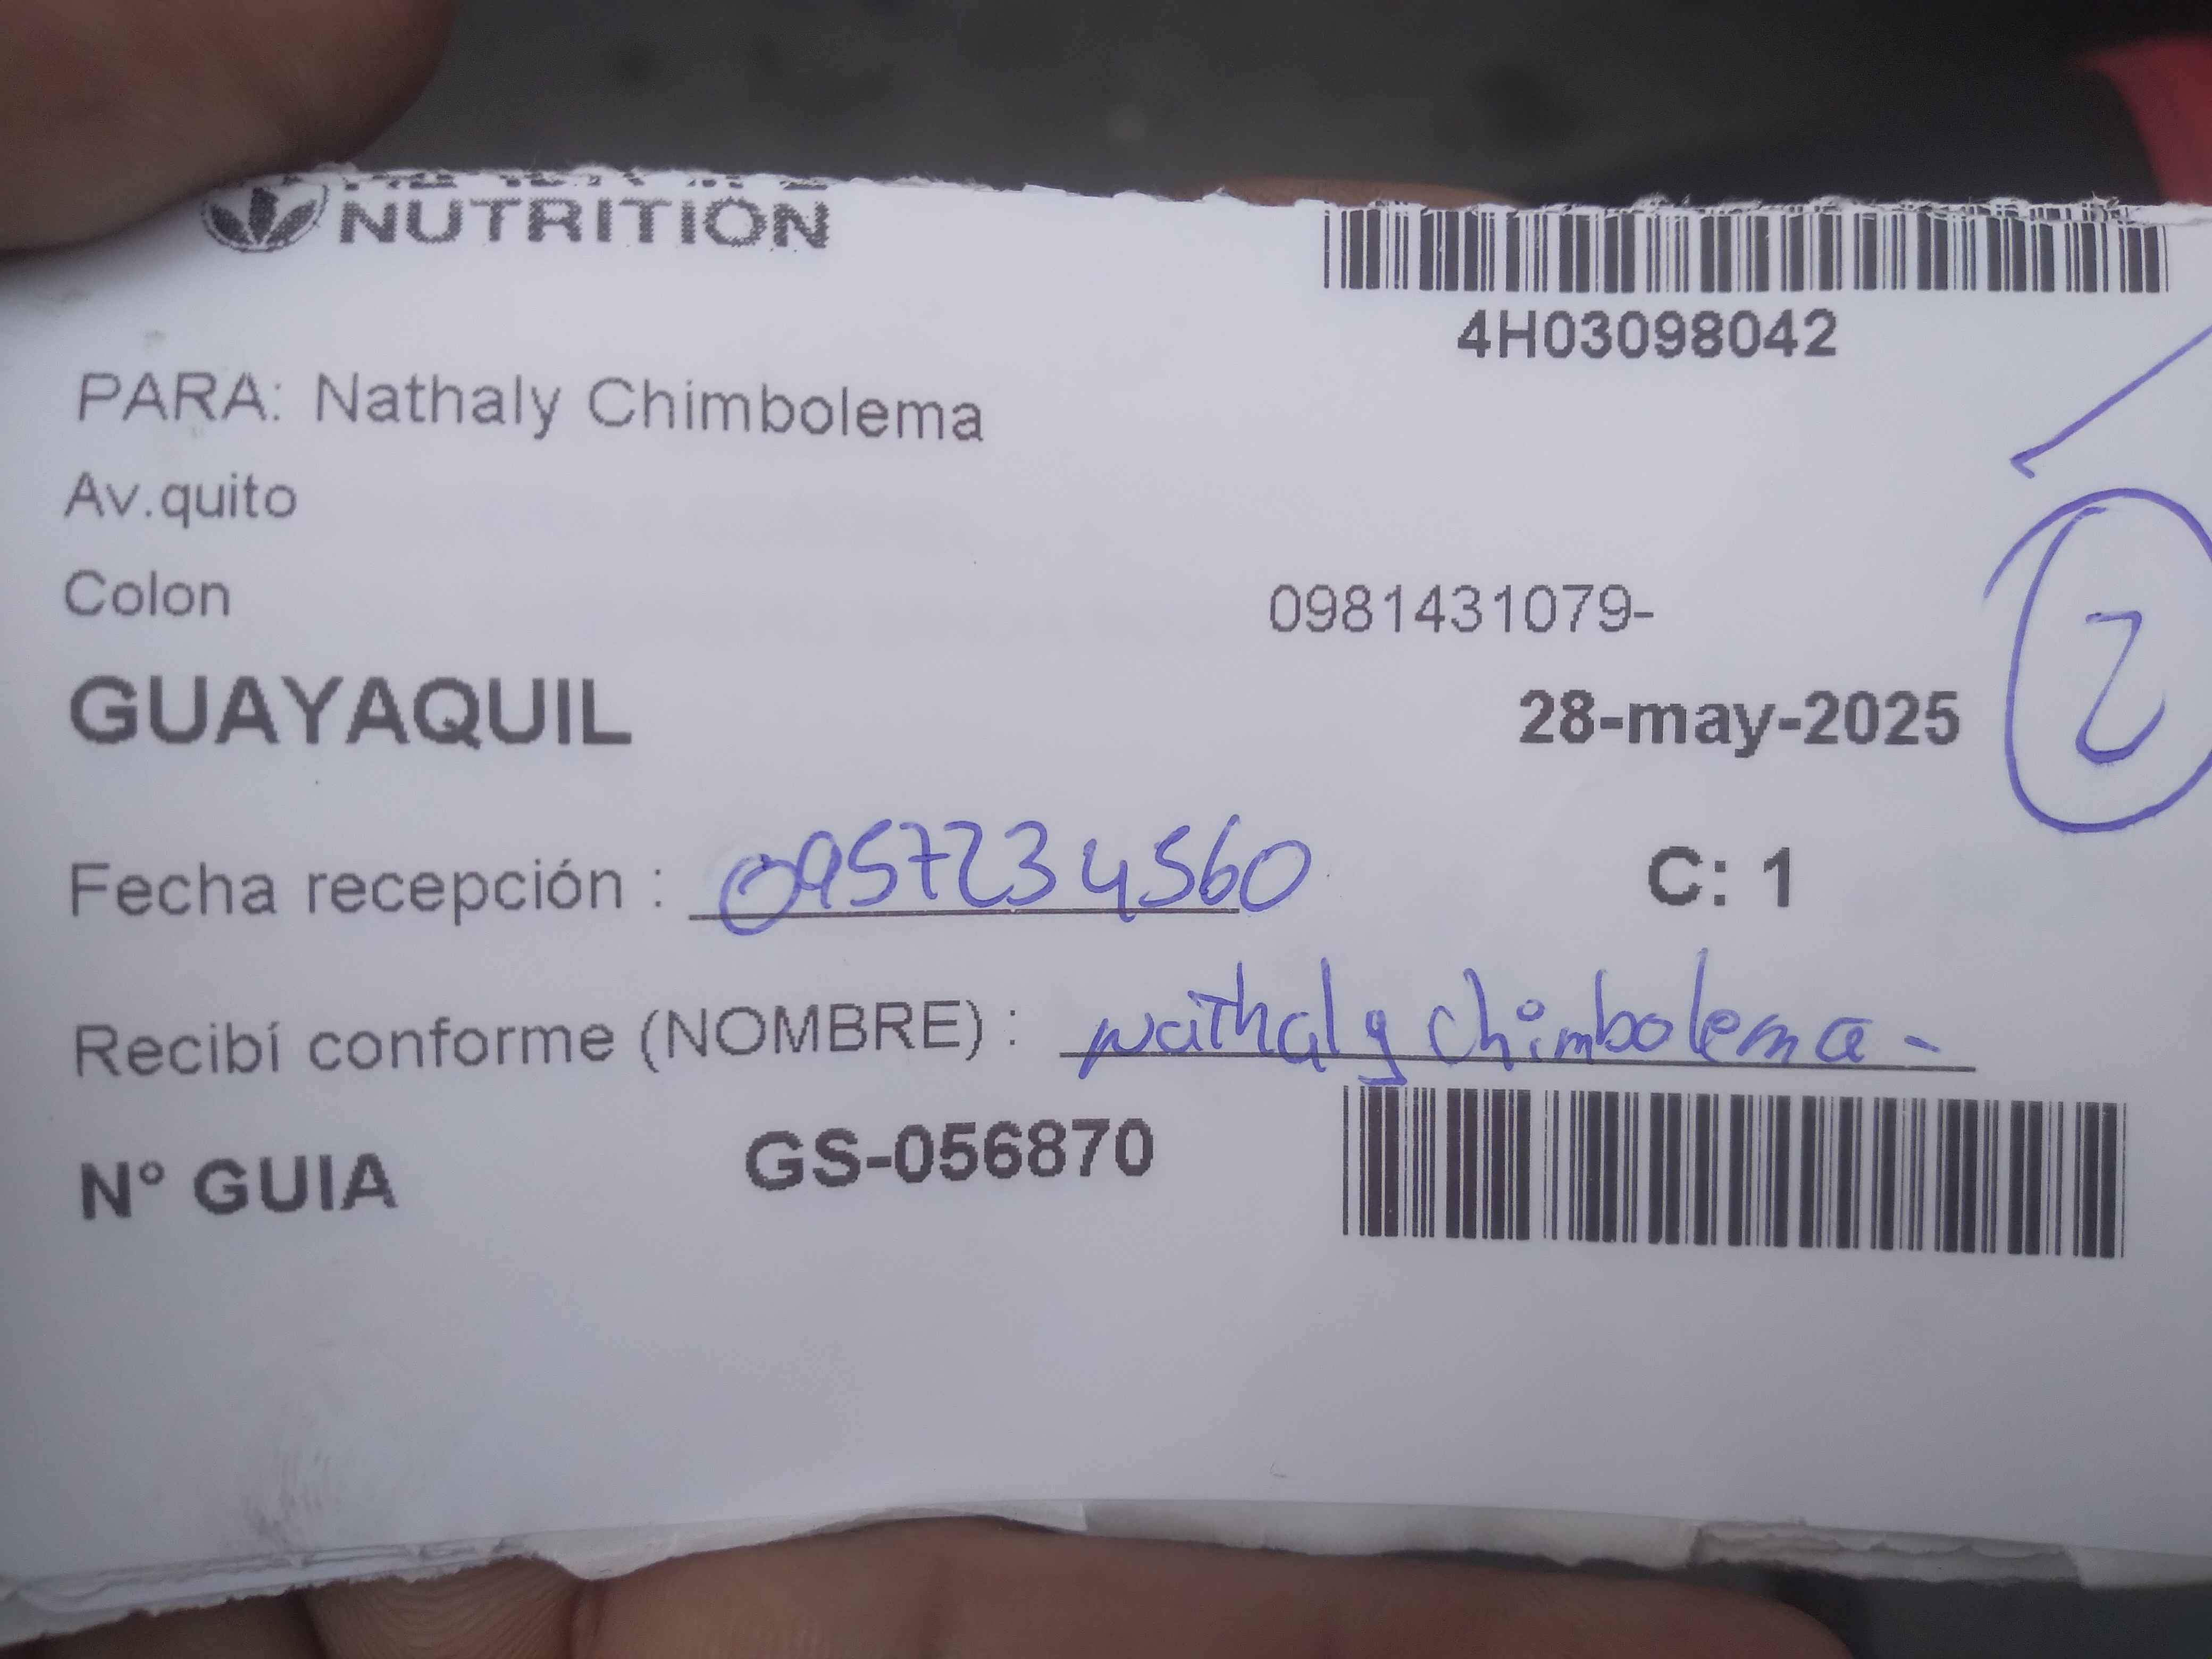 NUTRITION
4H03098042
PARA: Nathaly Chimbolema
Av.quito
Colon
0981431079-
GUAYAQUIL
28-may-2025
2
Fecha recepción : 0957234560
C: 1
Recibí conforme (NOMBRE) : Nathaly Chimbolema -
N° GUIA GS-056870